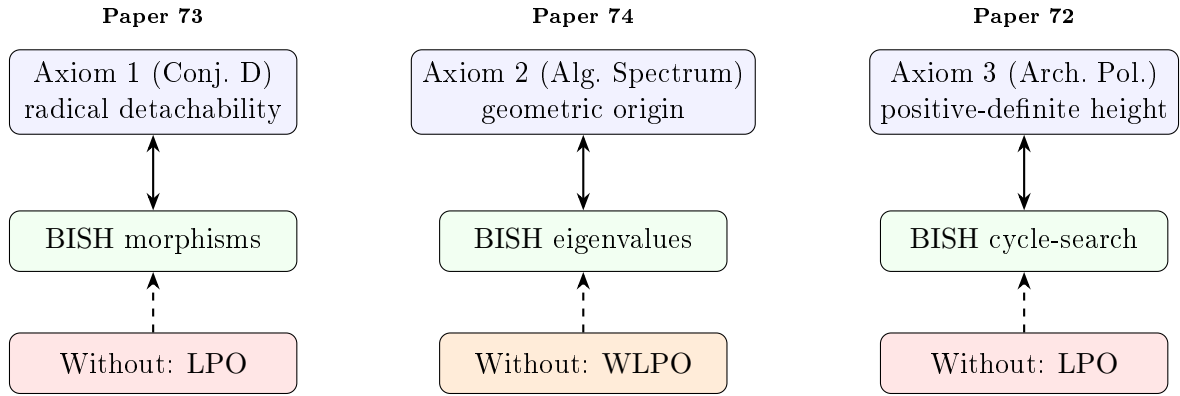 Paper 73
Axiom 1 (Conj. D)
radical detachability
BISH morphisms
Without: LPO
Paper 74
Axiom 2 (Alg. Spectrum)
geometric origin
BISH eigenvalues
Without: WLPO
Paper 72
Axiom 3 (Arch. Pol.)
positive-definite height
BISH cycle-search
Without: LPO